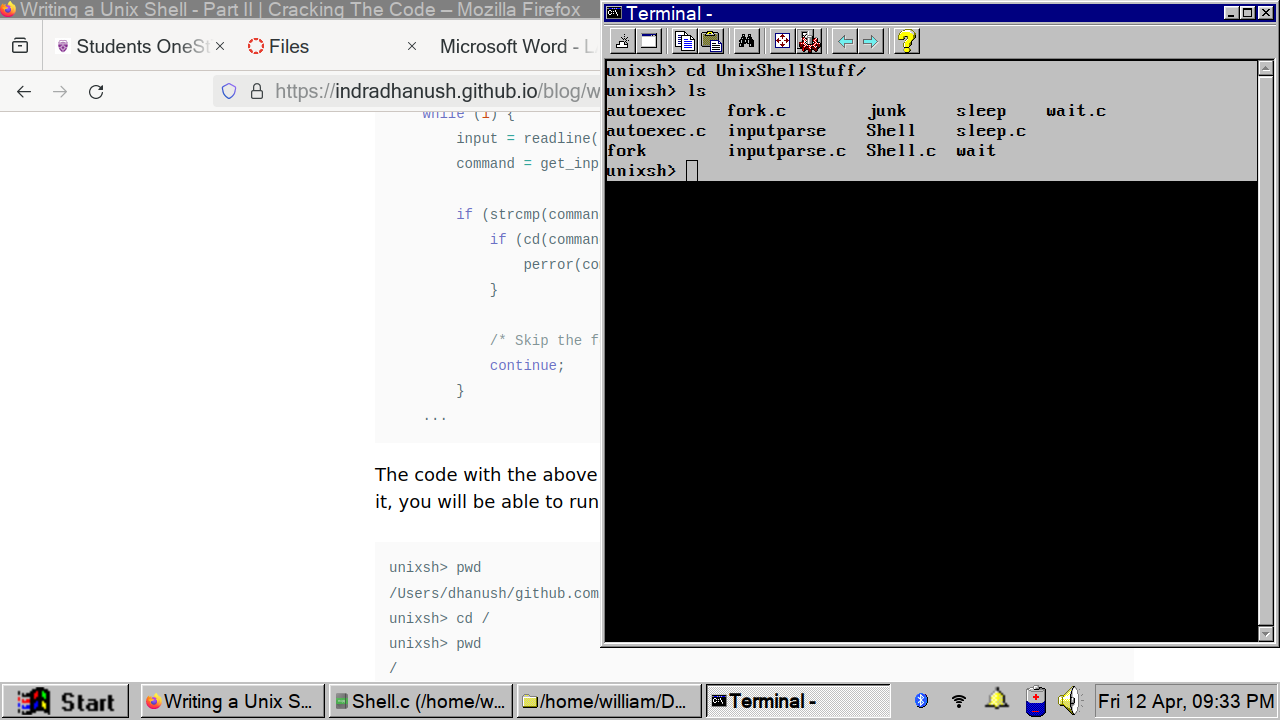 Writing a Unix Shell - Part II | Cracking The Code — Mozilla Firefox
Students OneSt
Files
Microsoft Word - L
https://indradhanush.github.io/blog/w
while (1) {
input = readline(
command = get_inp
if (strcmp(comman
if (cd(comman
perror(co
}
/* Skip the f
continue;
}
...
The code with the above
it, you will be able to run
unixsh> pwd
/Users/dhanush/github.com
unixsh> cd /
unixsh> pwd
/
Terminal -
unixsh> cd UnixShellStuff/
unixsh> ls
autoexec fork.c junk sleep wait.c
autoexec.c inputparse Shell sleep.c
fork inputparse.c Shell.c wait
unixsh>
Start
Writing a Unix S...
Shell.c (/home/w...
/home/william/D...
Terminal -
Fri 12 Apr, 09:33 PM